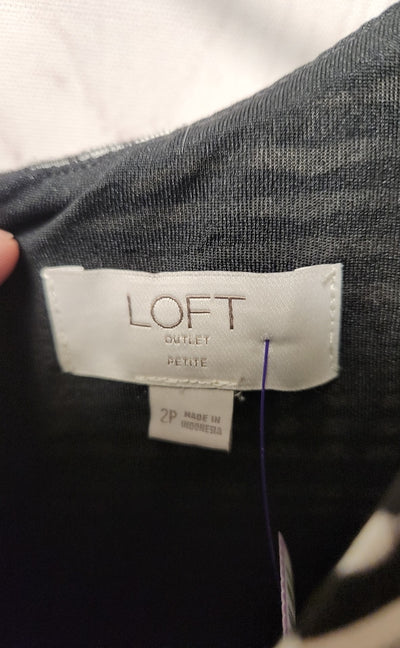 LOFT
OUTLET
PETITE
2P MADE IN
INDONESIA